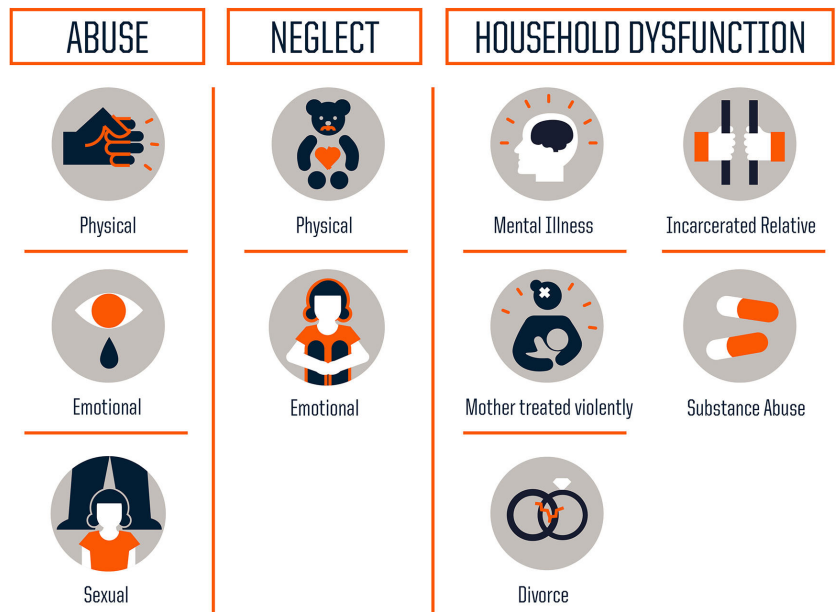 ABUSE
NEGLECT
HOUSEHOLD DYSFUNCTION
Physical
Emotional
Sexual
Physical
Emotional
Mental Illness
Incarcerated Relative
Mother treated violently
Substance Abuse
Divorce